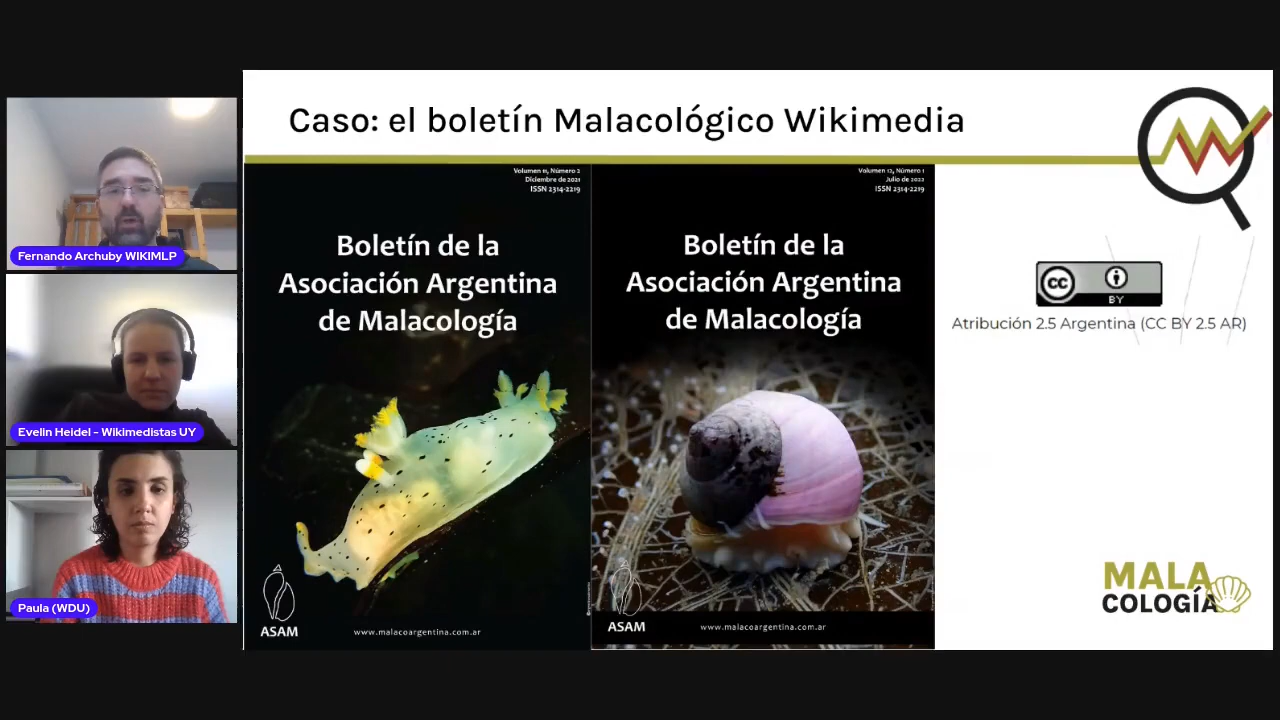 Caso: el boletín Malacológico Wikimedia
Fernando Archuby WIKIMLP
Evelin Heidel - Wikimedistas UY
Paula (WDU)
Volumen 11, Número 2
Diciembre de 2021
ISSN 2314-2219
Boletín de la
Asociación Argentina
de Malacología
ASAM
www.malacoargentina.com.ar
Volumen 12, Número 1
Julio de 2022
ISSN 2314-2219
Boletín de la
Asociación Argentina
de Malacología
ASAM
www.malacoargentina.com.ar
cc
BY
Atribución 2.5 Argentina (CC BY 2.5 AR)
MALA
COLOGÍA